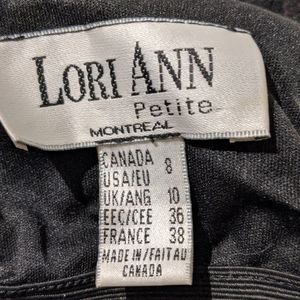 LORI ANN
Petite
MONTREAL
CANADA 8
USA/EU
UK/ANG 10
EEC/CEE 36
FRANCE 38
MADE IN/FAIT AU
CANADA